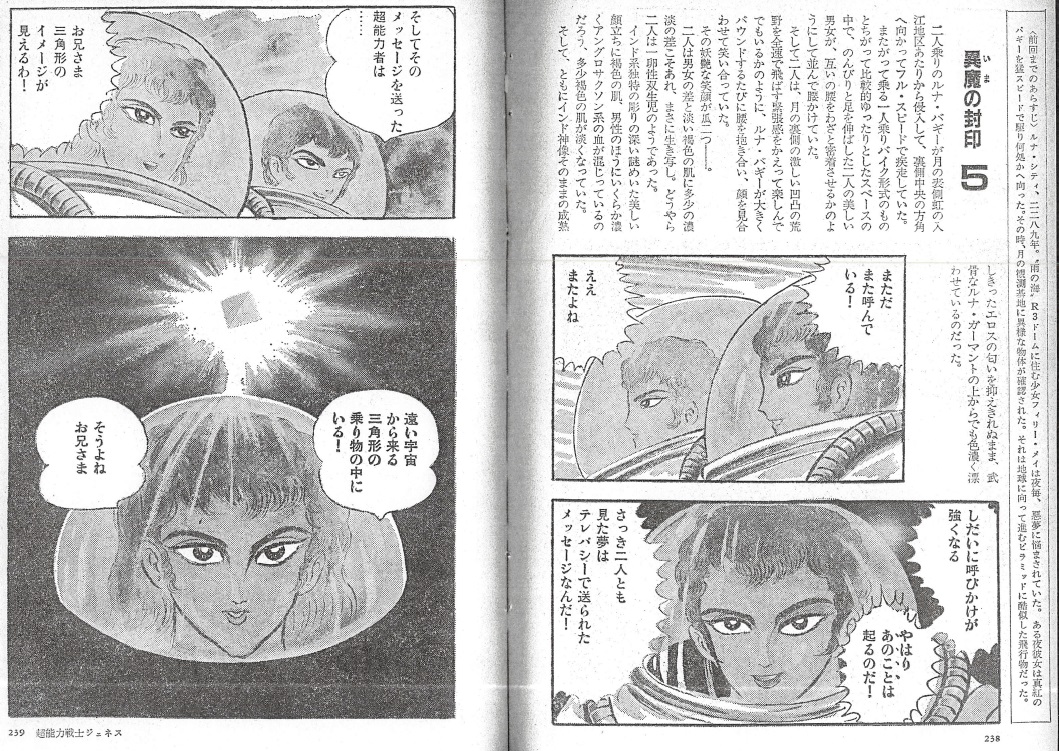 〈前回までのあらすじ〉ルナ・シティ、二二八九年。〝雨の海〟R3ドームに住む少女フィリー・メイは夜毎、悪夢に悩まされていた。ある夜彼女は真紅の
バギーを猛スピードで駆り何処かへ向った。その時、月の観測基地に異様な物体が確認された。それは地球に向って進むピラミッドに酷似した飛行物だった。
異魔の封印 5
いま
二人乗りのルナ・バギーが月の表側虹の入
江地区あたりから侵入して、裏側中央の方角
へ向かってフル・スピードで疾走していた。
またがって乗る一人乗りバイク形式のもの
とちがって比較的ゆったりとしたスペースの
中で、のんびりと足を伸ばした二人の美しい
男女が、互いの腰をわざと密着させるかのよ
うにして並んで腰かけていた。
そして二人は、月の裏側の激しい凹凸の荒
野を全速で飛ばす緊張感をかえって楽しんで
でもいるかのように、ルナ・バギーが大きく
バウンドするたびに腰を抱き合い、顔を見合
わせて笑い合っていた。
その妖艶な笑顔が瓜二つ——。
二人は男女の差と淡い褐色の肌に多少の濃
淡の差こそあれ、まさに生き写し。どうやら
二人は一卵性双生児のようであった。
インド系独特の彫りの深い謎めいた美しい
顔立ちに褐色の肌。男性のほうにいくらか濃
くアングロサクソン系の血が混じっているの
だろう、多少褐色の肌が淡くなっていた。
そして、ともにインド神像そのままの成熟
しきったエロスの匂いを抑えきれぬまま、武
骨なルナ・ガーマントの上からでも色濃く漂
わせているのだった。
まただ
また呼んで
いる!
ええ
またよね
しだいに呼びかけが
強くなる
やはり
あのことは
起るのだ!
さっき二人とも
見た夢は
テレパシーで送られた
メッセージなんだ!
238
そしてその
メッセージを送った
超能力者は
……
お兄さま
三角形の
イメージが
見えるわ!
遠い宇宙
から来る
三角形の
乗り物の中に
いる!
そうよね
お兄さま
239 超能力戦士ジェネス